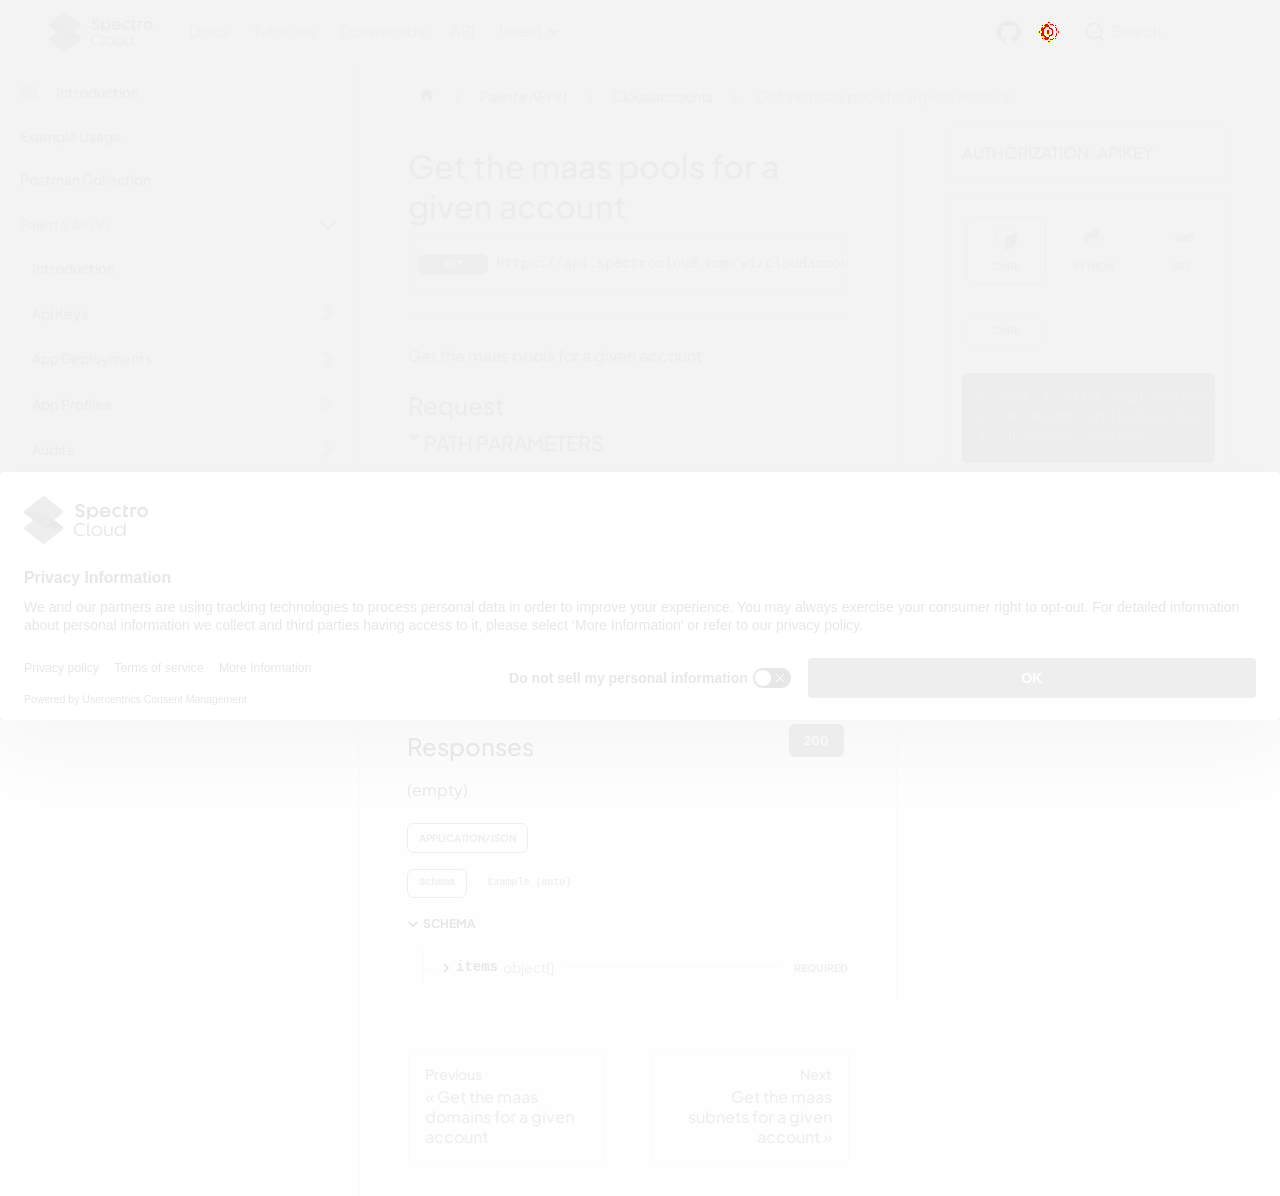 Spectro Cloud
Docs Tutorials Downloads API latest
Search
Introduction
Example Usage
Postman Collection
Palette API V1
Introduction
Api Keys
App Deployments
App Profiles
Audits
Palette API V1
Cloudaccounts
Get the maas pools for a given account
Get the maas pools for a
given account
GET https://api.spectrocloud.com/v1/cloudaccou
Get the maas pools for a given account
Request
PATH PARAMETERS
AUTHORIZATION: APIKEY
CURL PYTHON GO
CURL
Spectro
Cloud
Privacy Information
We and our partners are using tracking technologies to process personal data in order to improve your experience. You may always exercise your consumer right to opt-out. For detailed information
about personal information we collect and third parties having access to it, please select ‘More Information’ or refer to our privacy policy.
Privacy policy Terms of service More Information
Powered by Usercentrics Consent Management
Do not sell my personal information
OK
Responses
200
(empty)
APPLICATION/JSON
Schema Example (auto)
SCHEMA
items object[] REQUIRED
Previous
« Get the maas
domains for a given
account
Next
Get the maas
subnets for a given
account »